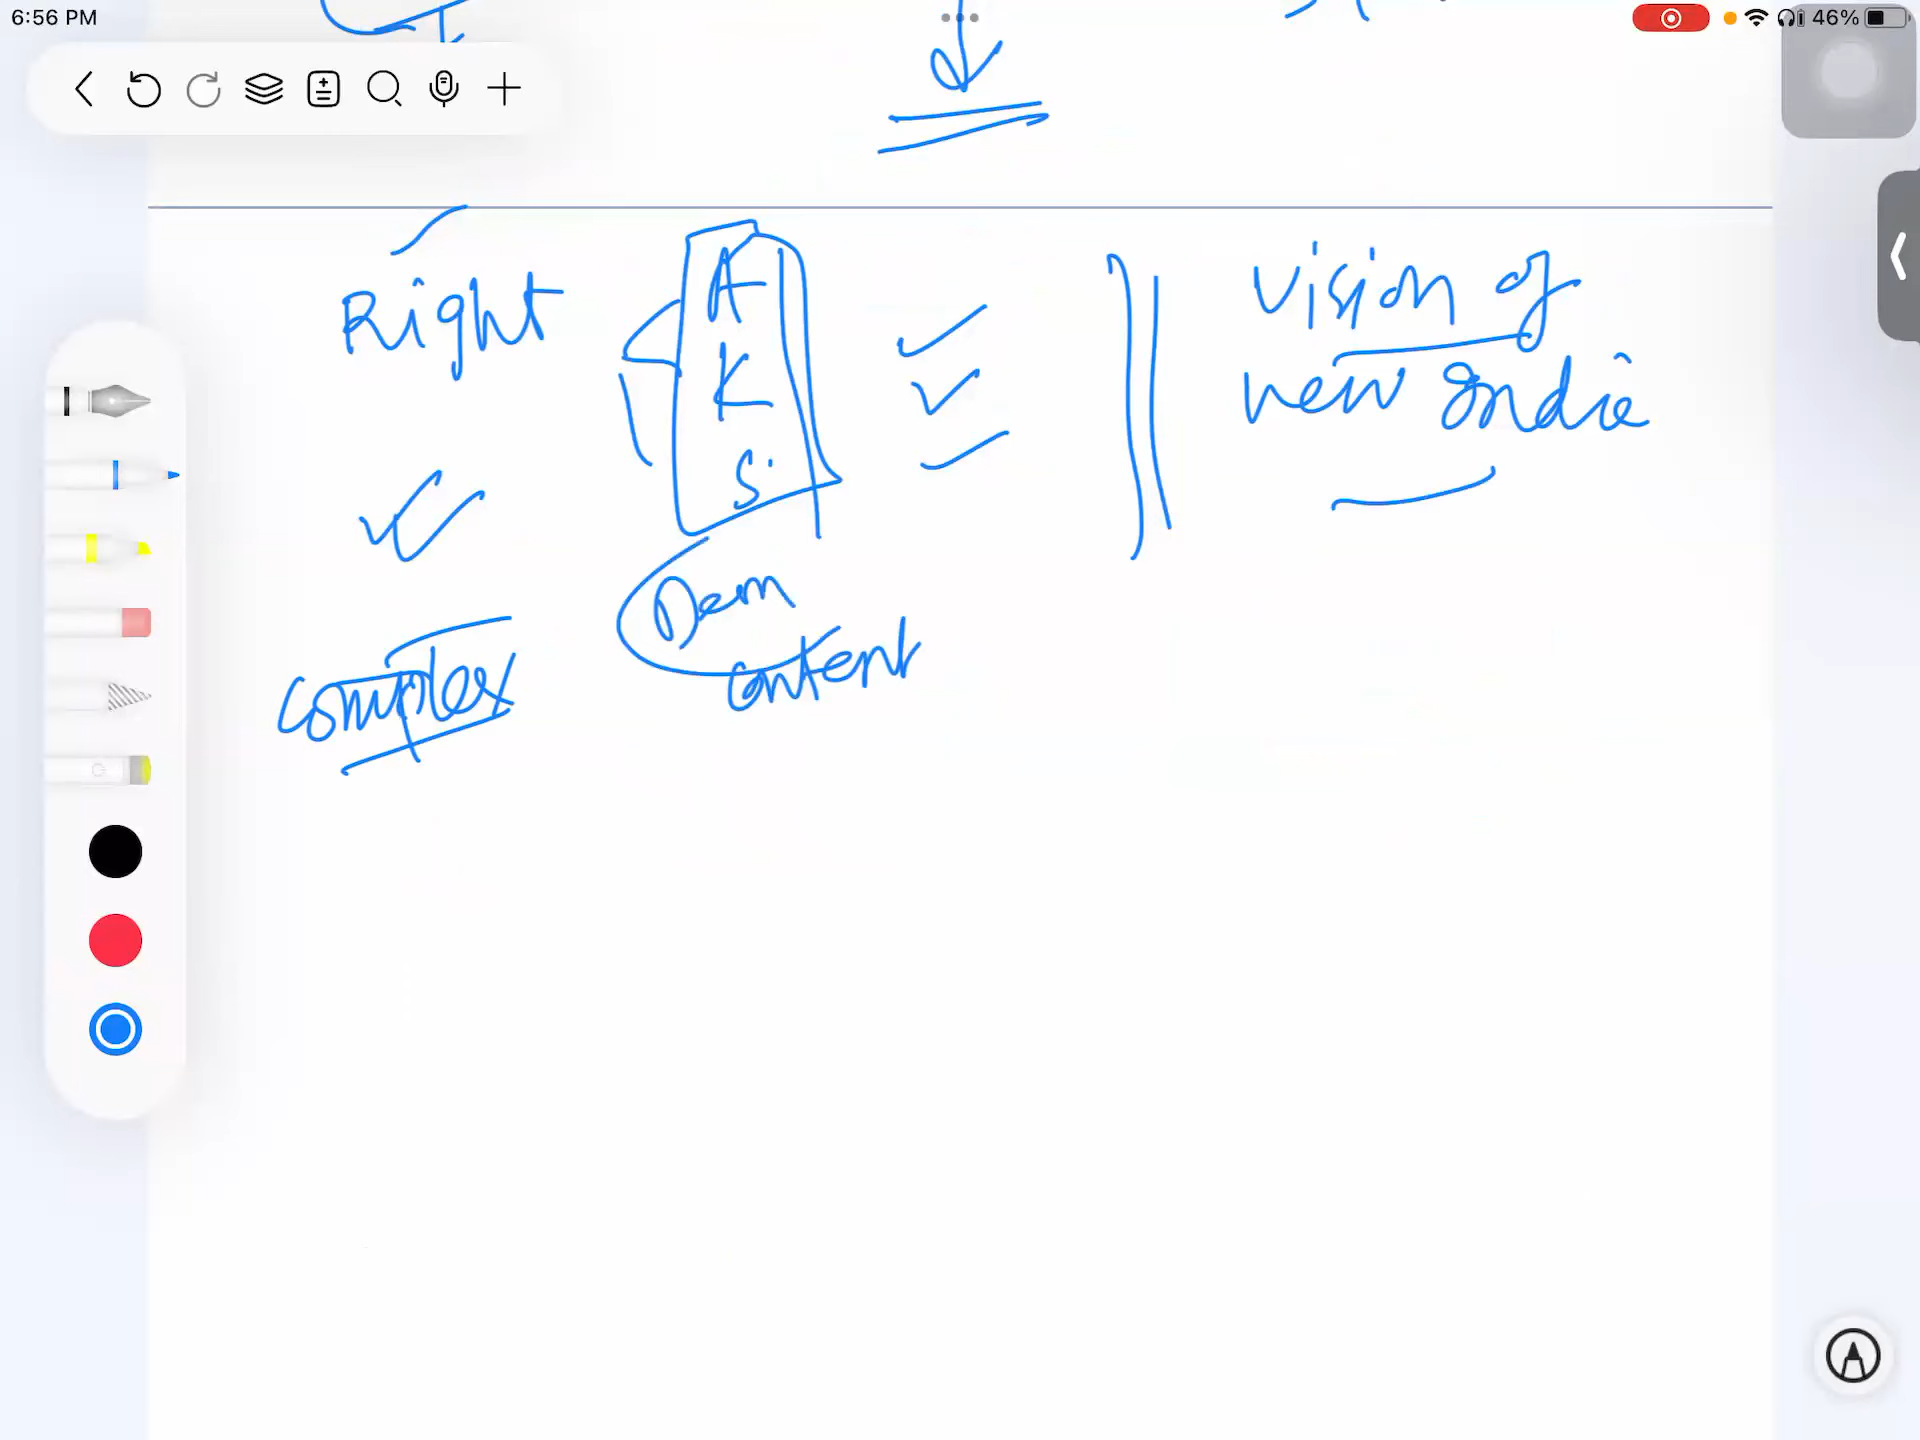 6:56 PM
46%
Right
A
K
S
Vision of
new India
Dem
content
complex